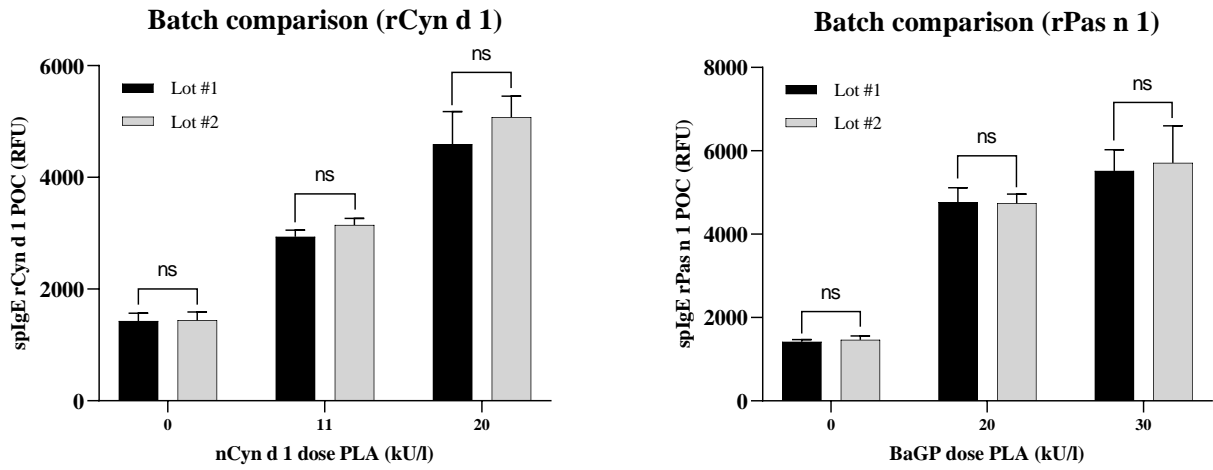 Batch comparison (rCyn d 1)
spIgE rCyn d 1 POC (RFU)
6000
4000
2000
0
Lot #1
Lot #2
ns
ns
ns
0
11
20
nCyn d 1 dose PLA (kU/l)
Batch comparison (rPas n 1)
spIgE rPas n 1 POC (RFU)
8000
6000
4000
2000
0
Lot #1
Lot #2
ns
ns
ns
0
20
30
BaGP dose PLA (kU/l)